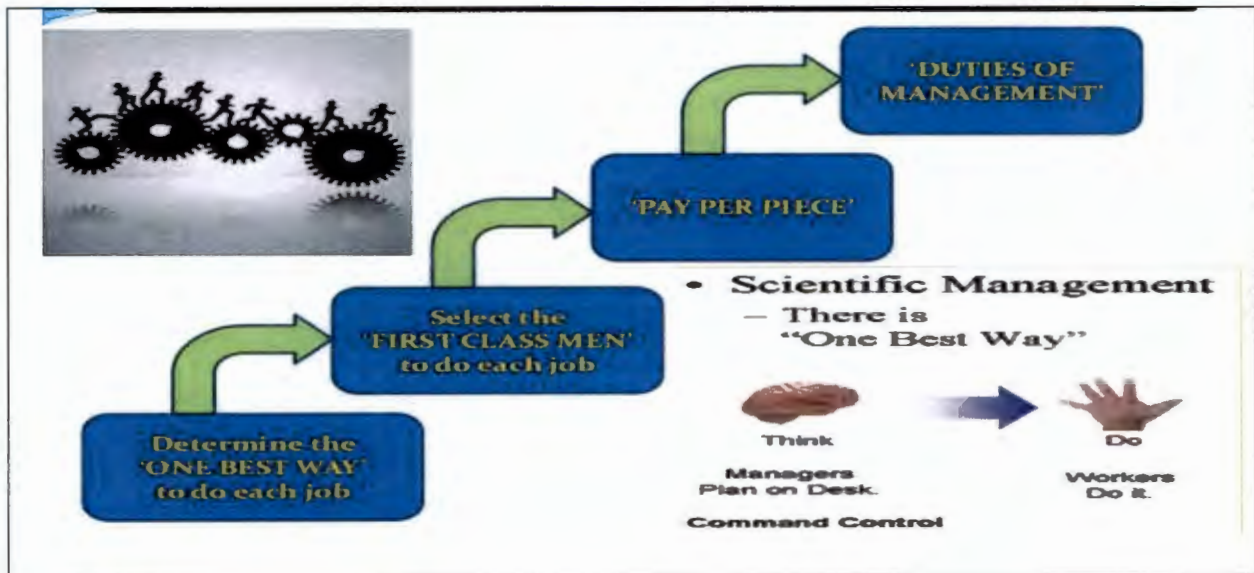 'DUTIES OF
MANAGEMENT'
'PAY PER PIECE'
Select the
'FIRST CLASS MEN'
to do each job
Determine the
'ONE BEST WAY'
to do each job
• Scientific Management
– There is
“One Best Way”
Think
Do
Managers
Plan on Desk.
Workers
Do it.
Command Control